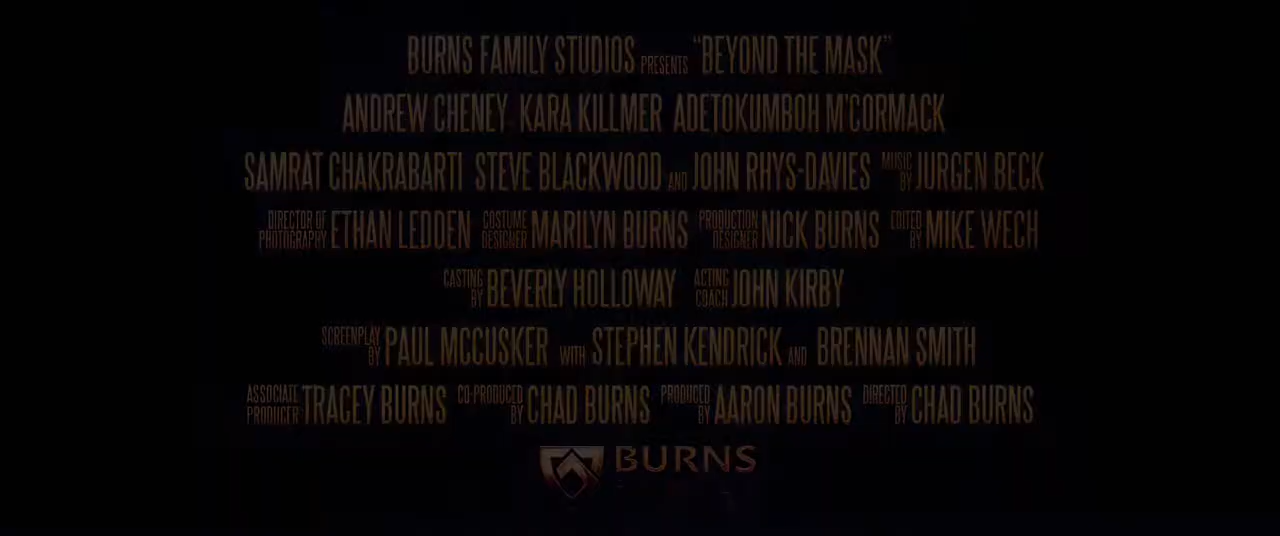 BURNS FAMILY STUDIOS PRESENTS "BEYOND THE MASK"
ANDREW CHENEY KARA KILLMER ADETOKUMBOH M'CORMACK
SAMRAT CHAKRABARTI STEVE BLACKWOOD AND JOHN RHYS-DAVIES MUSIC BY JURGEN BECK
DIRECTOR OF PHOTOGRAPHY ETHAN LEDDEN COSTUME DESIGNER MARILYN BURNS PRODUCTION DESIGNER NICK BURNS EDITED BY MIKE WECH
CASTING BY BEVERLY HOLLOWAY ACTING COACH JOHN KIRBY
SCREENPLAY BY PAUL MCCUSKER WITH STEPHEN KENDRICK AND BRENNAN SMITH
ASSOCIATE PRODUCER TRACEY BURNS CO-PRODUCED BY CHAD BURNS PRODUCED BY AARON BURNS DIRECTED BY CHAD BURNS
BURNS